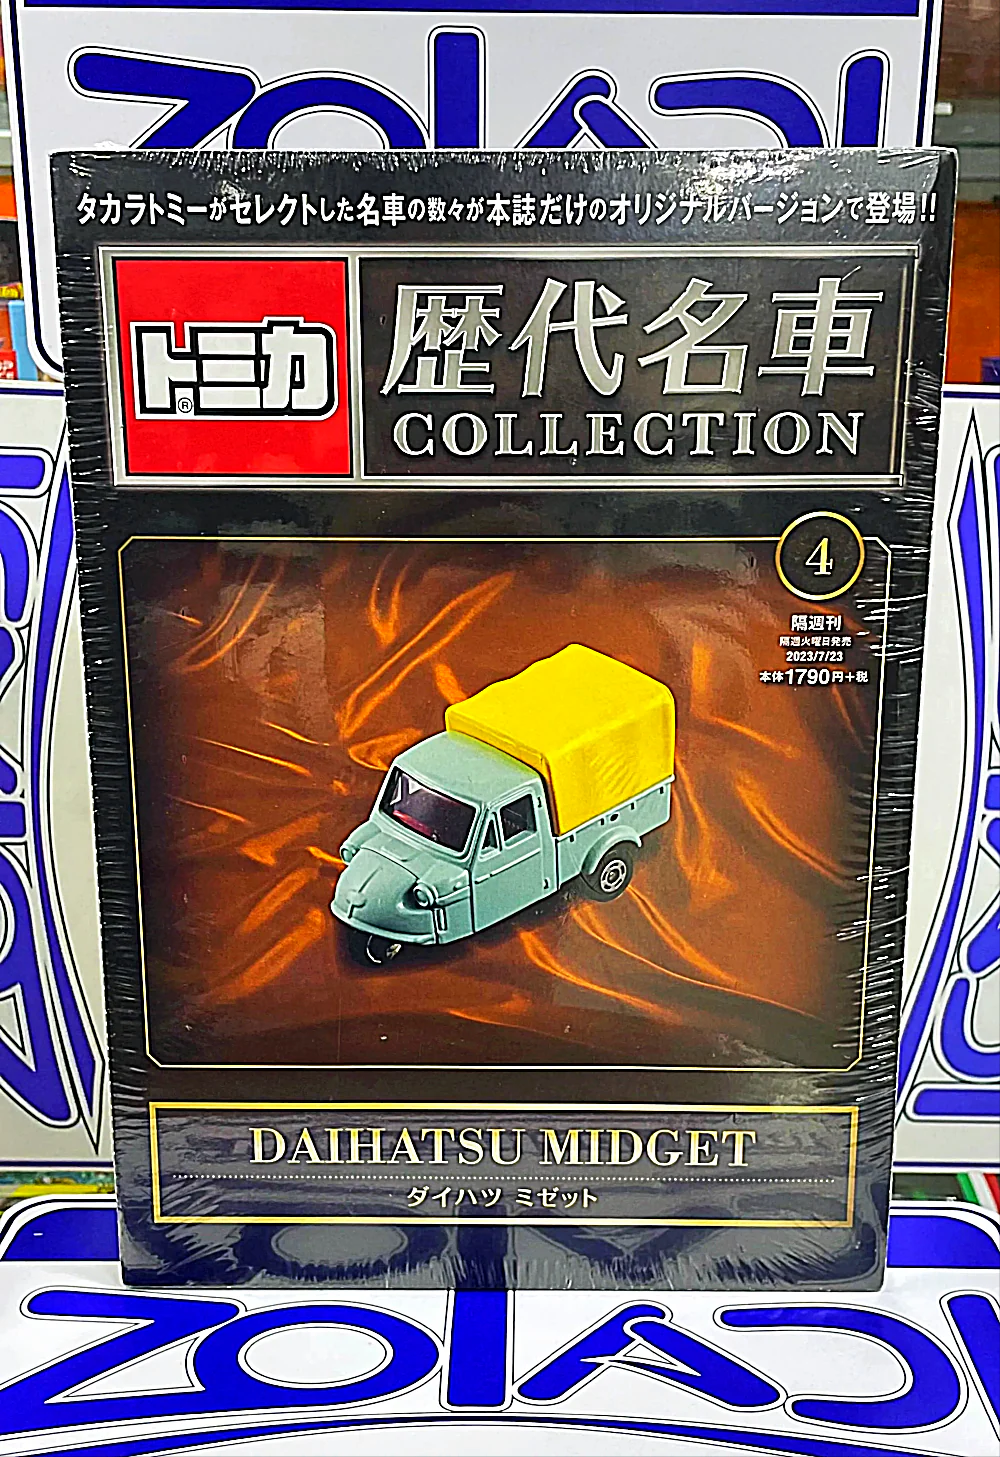 タカラトミーがセレクトした名車の数々が本誌だけのオリジナルバージョンで登場!!
トミカ®
歴代名車
COLLECTION
4
隔週刊
隔週火曜日発売
2023/7/23
本体1790円+税
DAIHATSU MIDGET
ダイハツ ミゼット